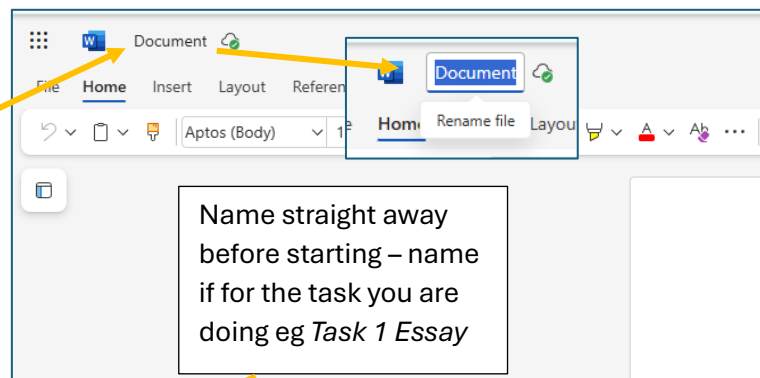 Document
Document
File Home Insert Layout Referen
Rename file
Home Layou
Aptos (Body)
Name straight away
before starting – name
if for the task you are
doing eg Task 1 Essay